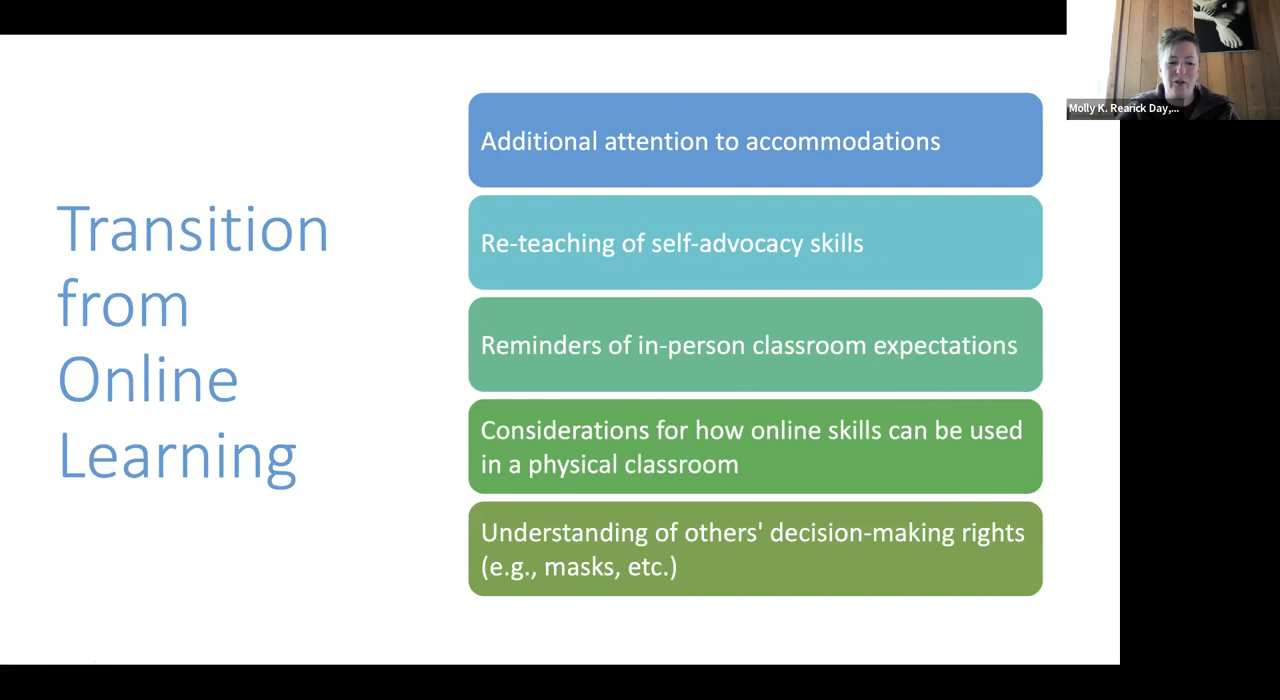 Transition
from
Online
Learning
Additional attention to accommodations
Re-teaching of self-advocacy skills
Reminders of in-person classroom expectations
Considerations for how online skills can be used
in a physical classroom
Understanding of others' decision-making rights
(e.g., masks, etc.)
Molly K. Rearick Day,...